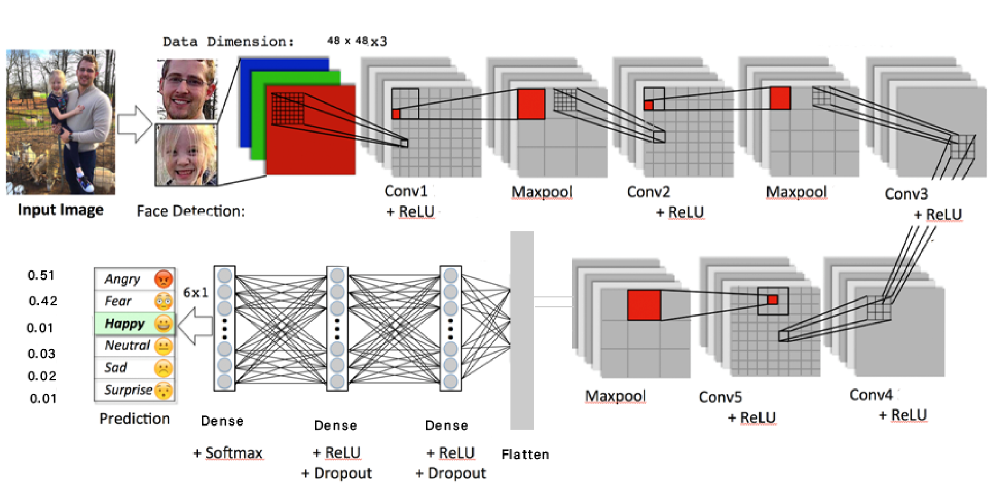 Data Dimension: 48 × 48 x3
Input Image
Face Detection:
Conv1
+ ReLU
Maxpool
Conv2
+ ReLU
Maxpool
Conv3
+ ReLU
Conv4
+ ReLU
Conv5
+ ReLU
Maxpool
Flatten
Dense
+ ReLU
+ Dropout
Dense
+ ReLU
+ Dropout
Dense
+ Softmax
6x1
Angry
Fear
Happy
Neutral
Sad
Surprise
Prediction
0.51
0.42
0.01
0.03
0.02
0.01